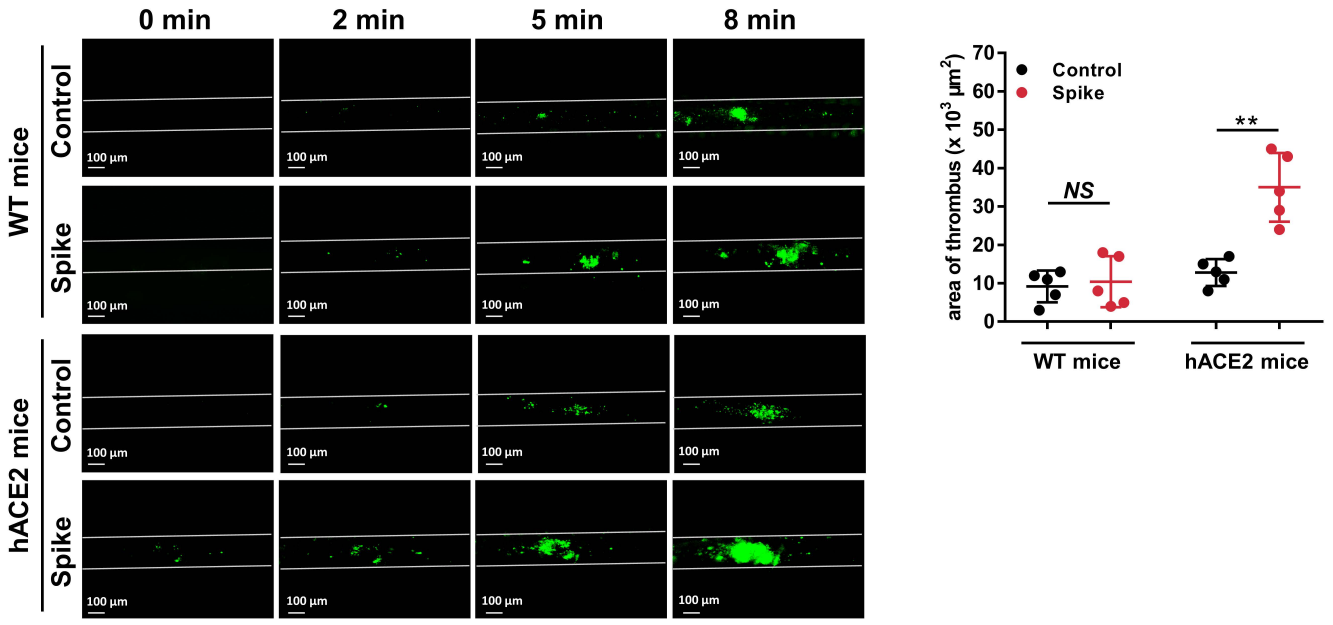 0 min 2 min 5 min 8 min
WT mice
Control
100 µm 100 µm 100 µm 100 µm
Spike
100 µm 100 µm 100 µm 100 µm
hACE2 mice
Control
100 µm 100 µm 100 µm 100 µm
Spike
100 µm 100 µm 100 µm 100 µm
area of thrombus (x 10³ µm²)
70
60
50
40
30
20
10
0
Control
Spike
NS
**
WT mice hACE2 mice